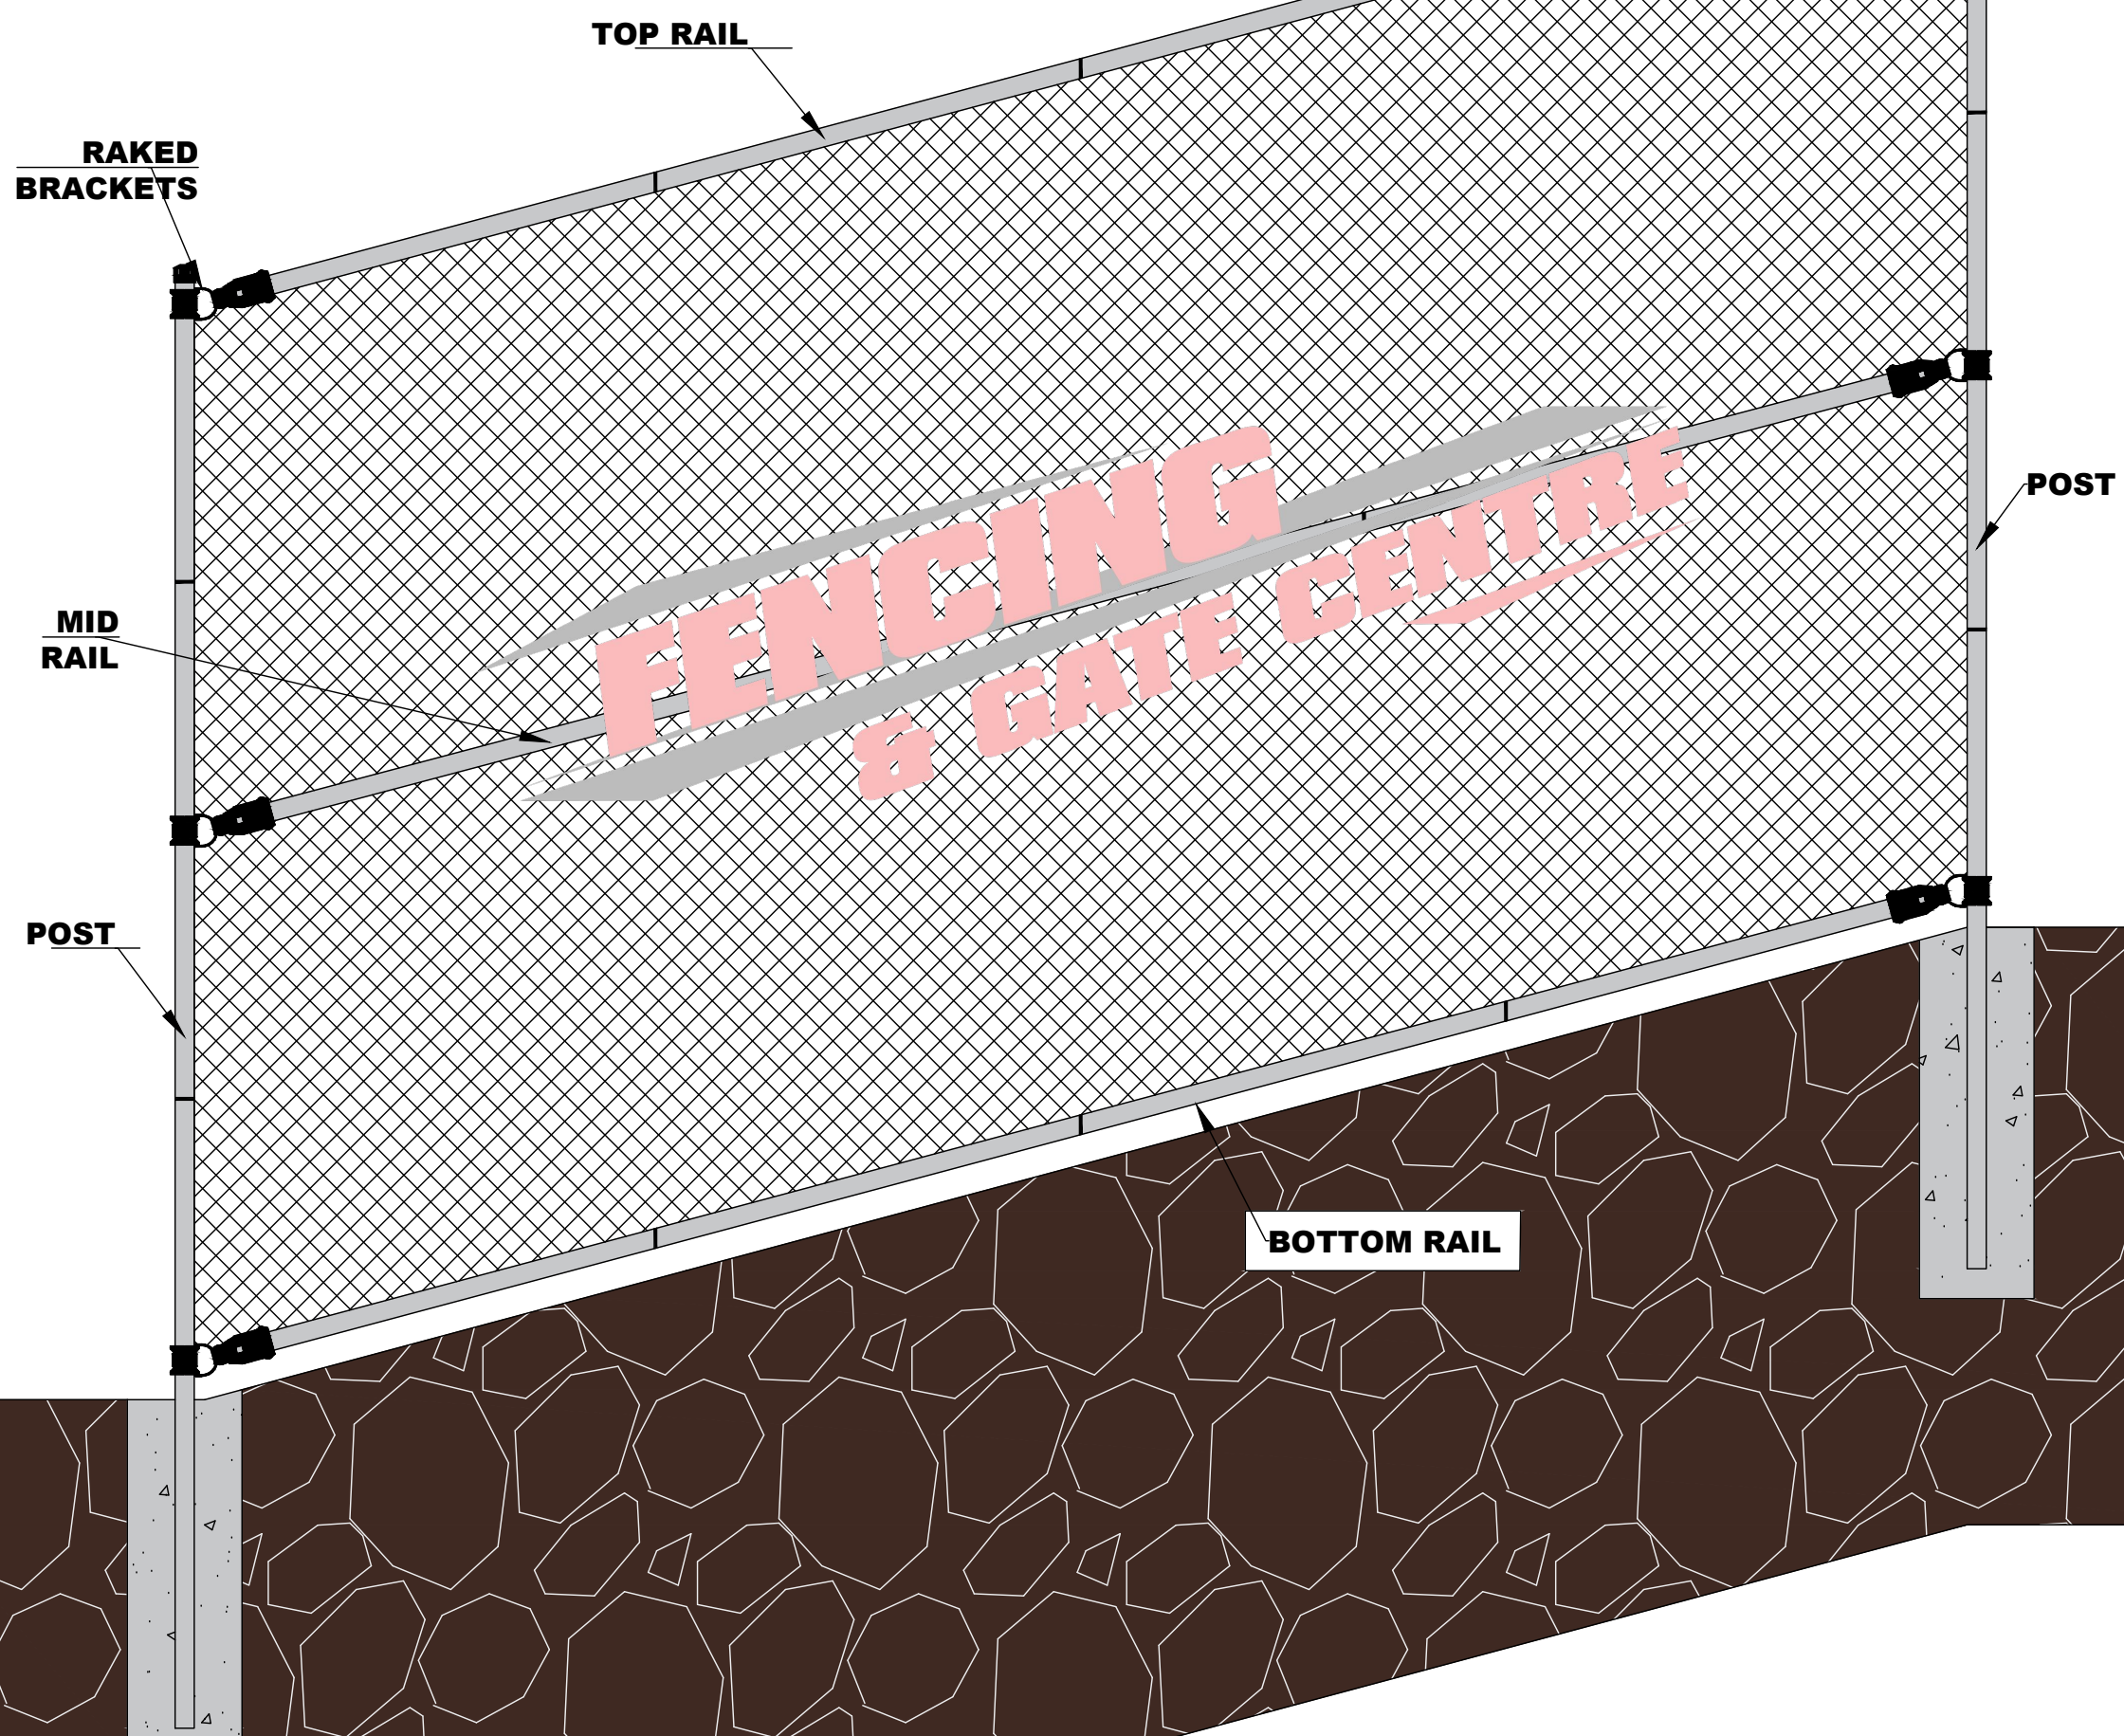 TOP RAIL
RAKED
BRACKETS
FENCING
& GATE CENTRE
POST
MID
RAIL
POST
BOTTOM RAIL